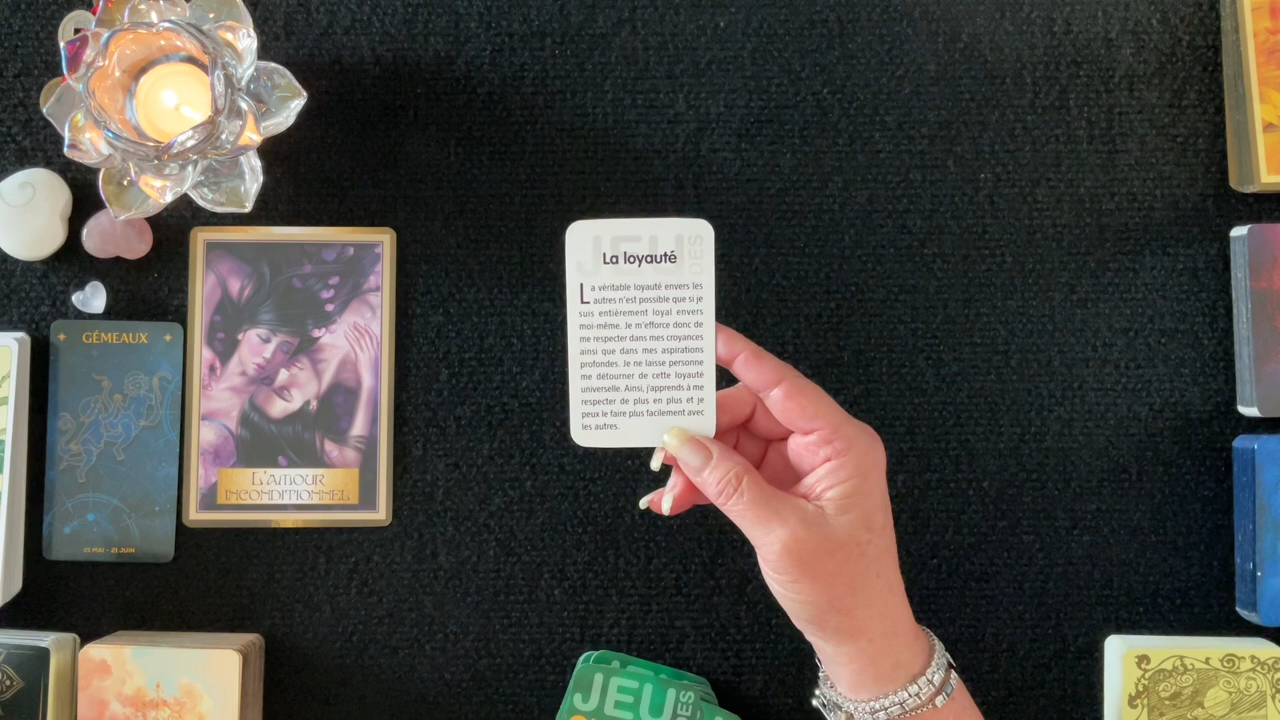 JEU
DES
La loyauté
La véritable loyauté envers les
autres n'est possible que si je
suis entièrement loyal envers
moi-même. Je m'efforce donc de
me respecter dans mes croyances
ainsi que dans mes aspirations
profondes. Je ne laisse personne
me détourner de cette loyauté
universelle. Ainsi, j'apprends à me
respecter de plus en plus et je
peux le faire plus facilement avec
les autres.
GÉMEAUX
21 MAI - 21 JUIN
L'AMOUR
INCONDITIONNEL
JEU